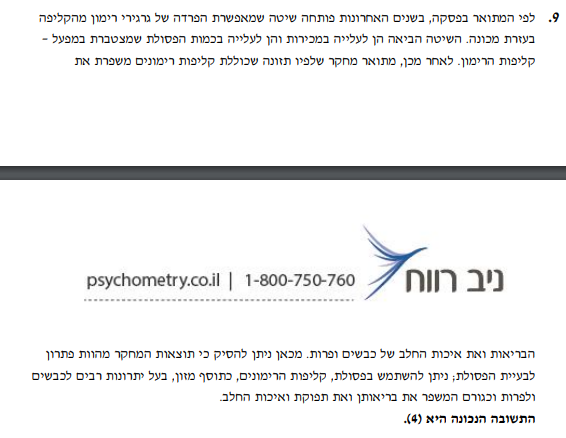 9. לפי המתואר בפסקה, בשנים האחרונות פותחה שיטה שמאפשרת הפרדה של גרגירי רימון מהקליפה
בעזרת מכונה. השיטה הביאה הן לעלייה במכירות והן לעלייה בכמות הפסולת שמצטברת במפעל –
קליפות הרימון. לאחר מכן, מתואר מחקר שלפיו תזונה שכוללת קליפות רימונים משפרת את
ניב רווח
psychometry.co.il | 1-800-750-760
הבריאות ואת איכות החלב של כבשים ופרות. מכאן ניתן להסיק כי תוצאות המחקר מהוות פתרון
לבעיית הפסולת; ניתן להשתמש בפסולת, קליפות הרימונים, כתוסף מזון, בעל יתרונות רבים לכבשים
ולפרות וכגורם המשפר את בריאותן ואת תפוקת ואיכות החלב.
התשובה הנכונה היא (4).